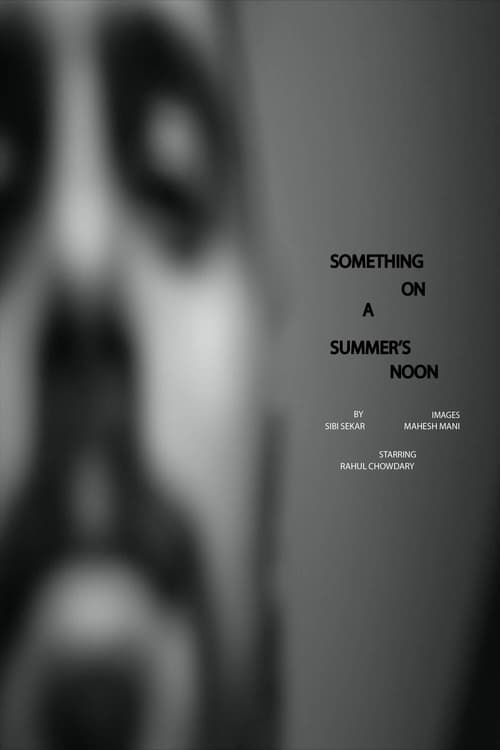 SOMETHING
ON
A
SUMMER'S
NOON
BY
SIBI SEKAR
IMAGES
MAHESH MANI
STARRING
RAHUL CHOWDARY